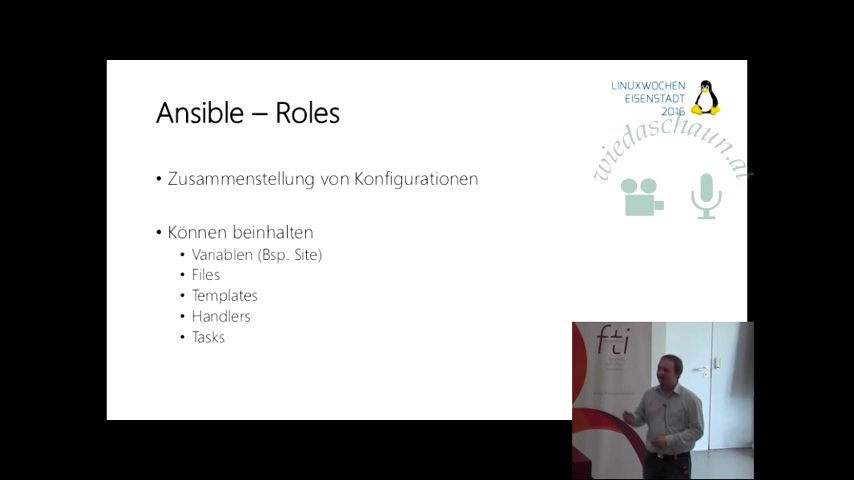 Ansible – Roles
LINUXWOCHEN
EISENSTADT
2016
wiedaschaun.at
• Zusammenstellung von Konfigurationen
• Können beinhalten
• Variablen (Bsp. Site)
• Files
• Templates
• Handlers
• Tasks
fti